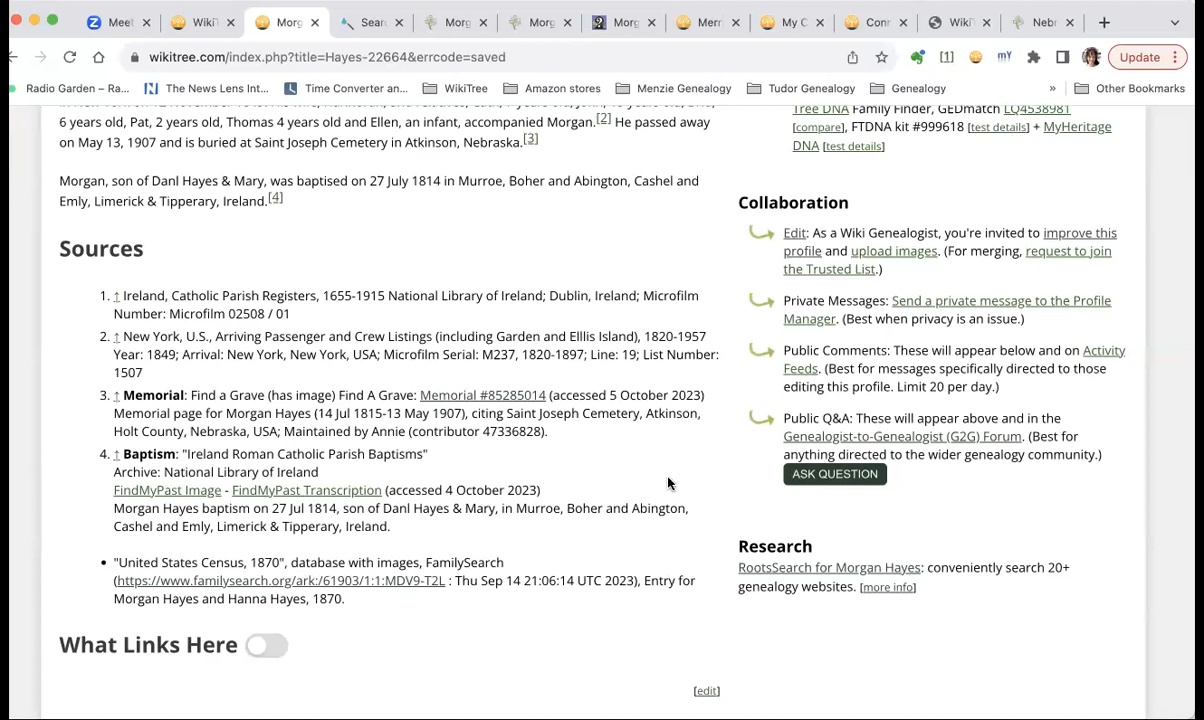 Meet
WikiT
Morg
Sear
Morg
Morg
Morg
Merr
My C
Conn
WikiT
Nebr
wikitree.com/index.php?title=Hayes-22664&errcode=saved
[1]
mY
Update
Radio Garden – Ra...
The News Lens Int...
Time Converter an...
WikiTree
Amazon stores
Menzie Genealogy
Tudor Genealogy
Genealogy
»
Other Bookmarks
6 years old, Pat, 2 years old, Thomas 4 years old and Ellen, an infant, accompanied Morgan.[2] He passed away
on May 13, 1907 and is buried at Saint Joseph Cemetery in Atkinson, Nebraska.[3]
Morgan, son of Danl Hayes & Mary, was baptised on 27 July 1814 in Murroe, Boher and Abington, Cashel and
Emly, Limerick & Tipperary, Ireland.[4]
Sources
1. ↑ Ireland, Catholic Parish Registers, 1655-1915 National Library of Ireland; Dublin, Ireland; Microfilm
Number: Microfilm 02508 / 01
2. ↑ New York, U.S., Arriving Passenger and Crew Listings (including Garden and Elllis Island), 1820-1957
Year: 1849; Arrival: New York, New York, USA; Microfilm Serial: M237, 1820-1897; Line: 19; List Number:
1507
3. ↑ Memorial: Find a Grave (has image) Find A Grave: Memorial #85285014 (accessed 5 October 2023)
Memorial page for Morgan Hayes (14 Jul 1815-13 May 1907), citing Saint Joseph Cemetery, Atkinson,
Holt County, Nebraska, USA; Maintained by Annie (contributor 47336828).
4. ↑ Baptism: "Ireland Roman Catholic Parish Baptisms"
Archive: National Library of Ireland
FindMyPast Image - FindMyPast Transcription (accessed 4 October 2023)
Morgan Hayes baptism on 27 Jul 1814, son of Danl Hayes & Mary, in Murroe, Boher and Abington,
Cashel and Emly, Limerick & Tipperary, Ireland.
• "United States Census, 1870", database with images, FamilySearch
(https://www.familysearch.org/ark:/61903/1:1:MDV9-T2L : Thu Sep 14 21:06:14 UTC 2023), Entry for
Morgan Hayes and Hanna Hayes, 1870.
What Links Here
[edit]
Tree DNA Family Finder, GEDmatch LQ4538981
[compare], FTDNA kit #999618 [test details] + MyHeritage
DNA [test details]
Collaboration
Edit: As a Wiki Genealogist, you're invited to improve this
profile and upload images. (For merging, request to join
the Trusted List.)
Private Messages: Send a private message to the Profile
Manager. (Best when privacy is an issue.)
Public Comments: These will appear below and on Activity
Feeds. (Best for messages specifically directed to those
editing this profile. Limit 20 per day.)
Public Q&A: These will appear above and in the
Genealogist-to-Genealogist (G2G) Forum. (Best for
anything directed to the wider genealogy community.)
ASK QUESTION
Research
RootsSearch for Morgan Hayes: conveniently search 20+
genealogy websites. [more info]